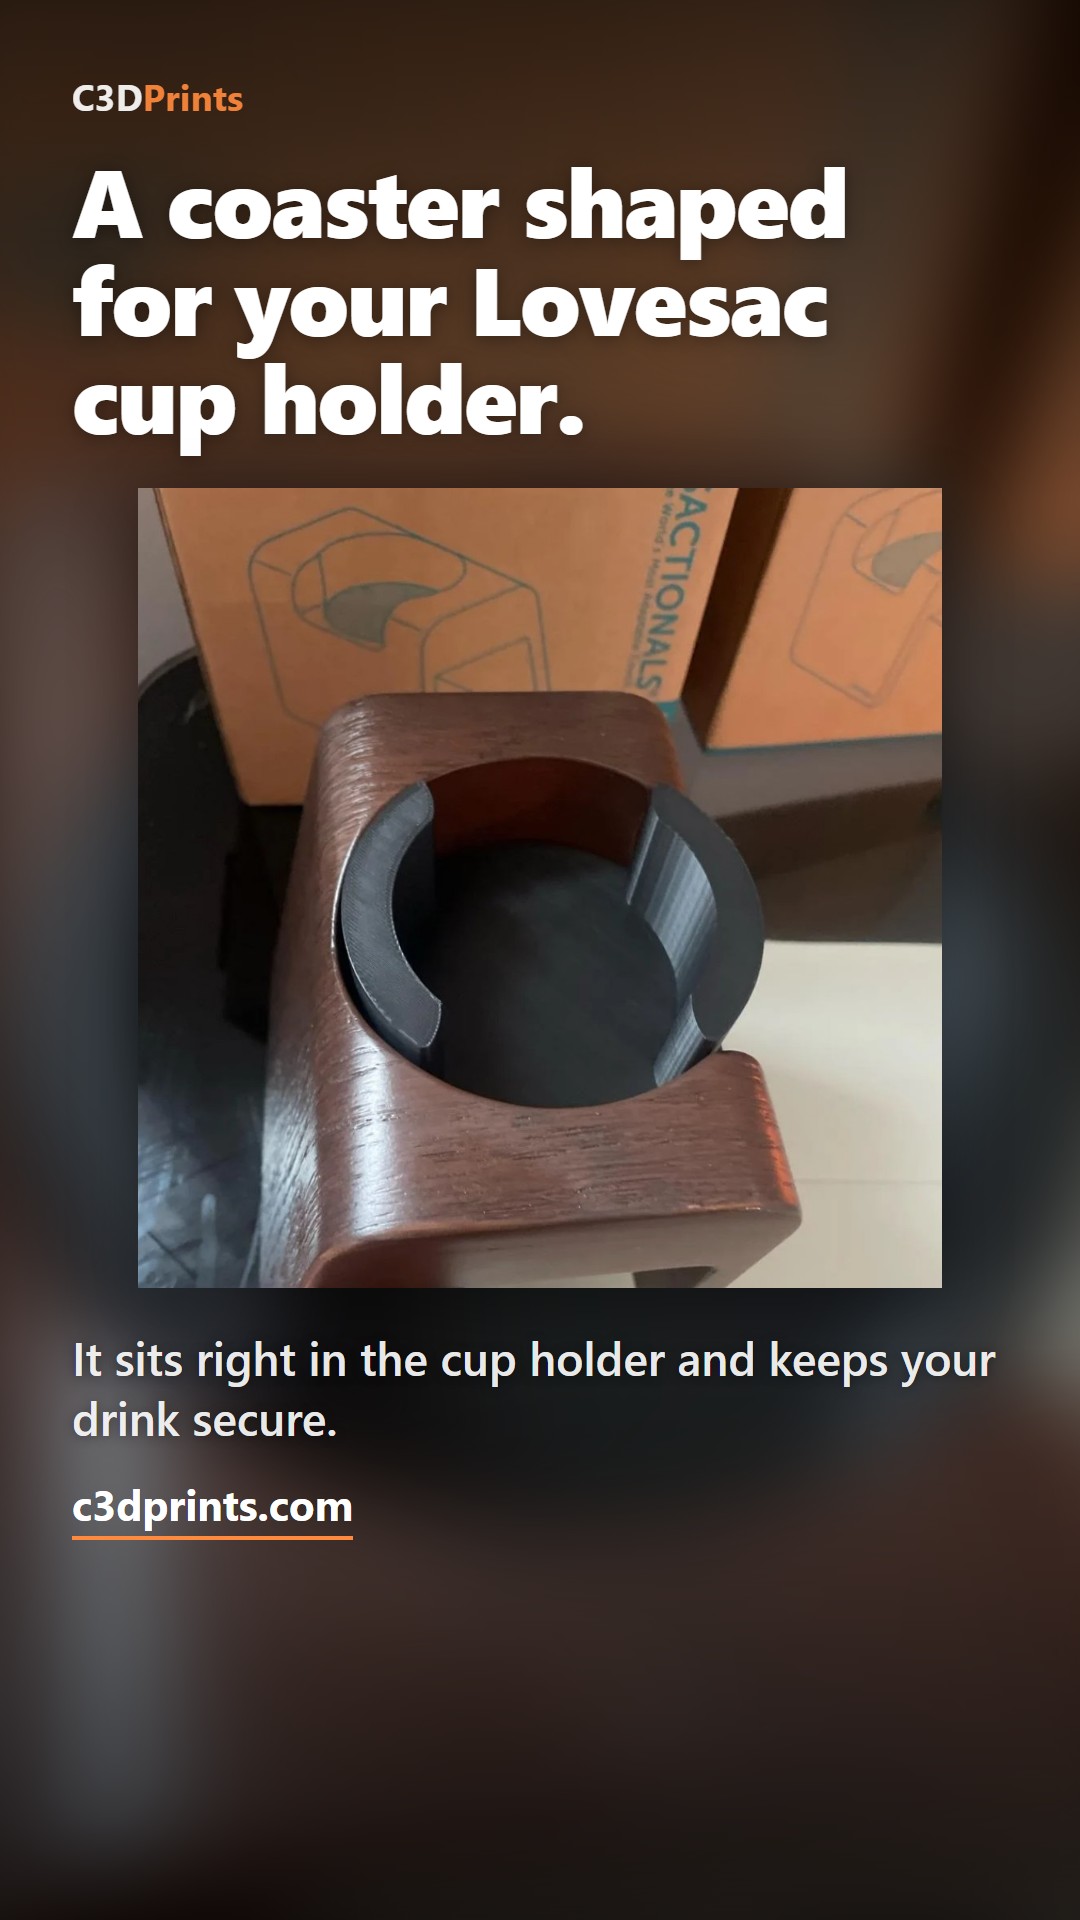 C3DPrints
A coaster shaped
for your Lovesac
cup holder.
SACTIONALS
It sits right in the cup holder and keeps your
drink secure.
c3dprints.com